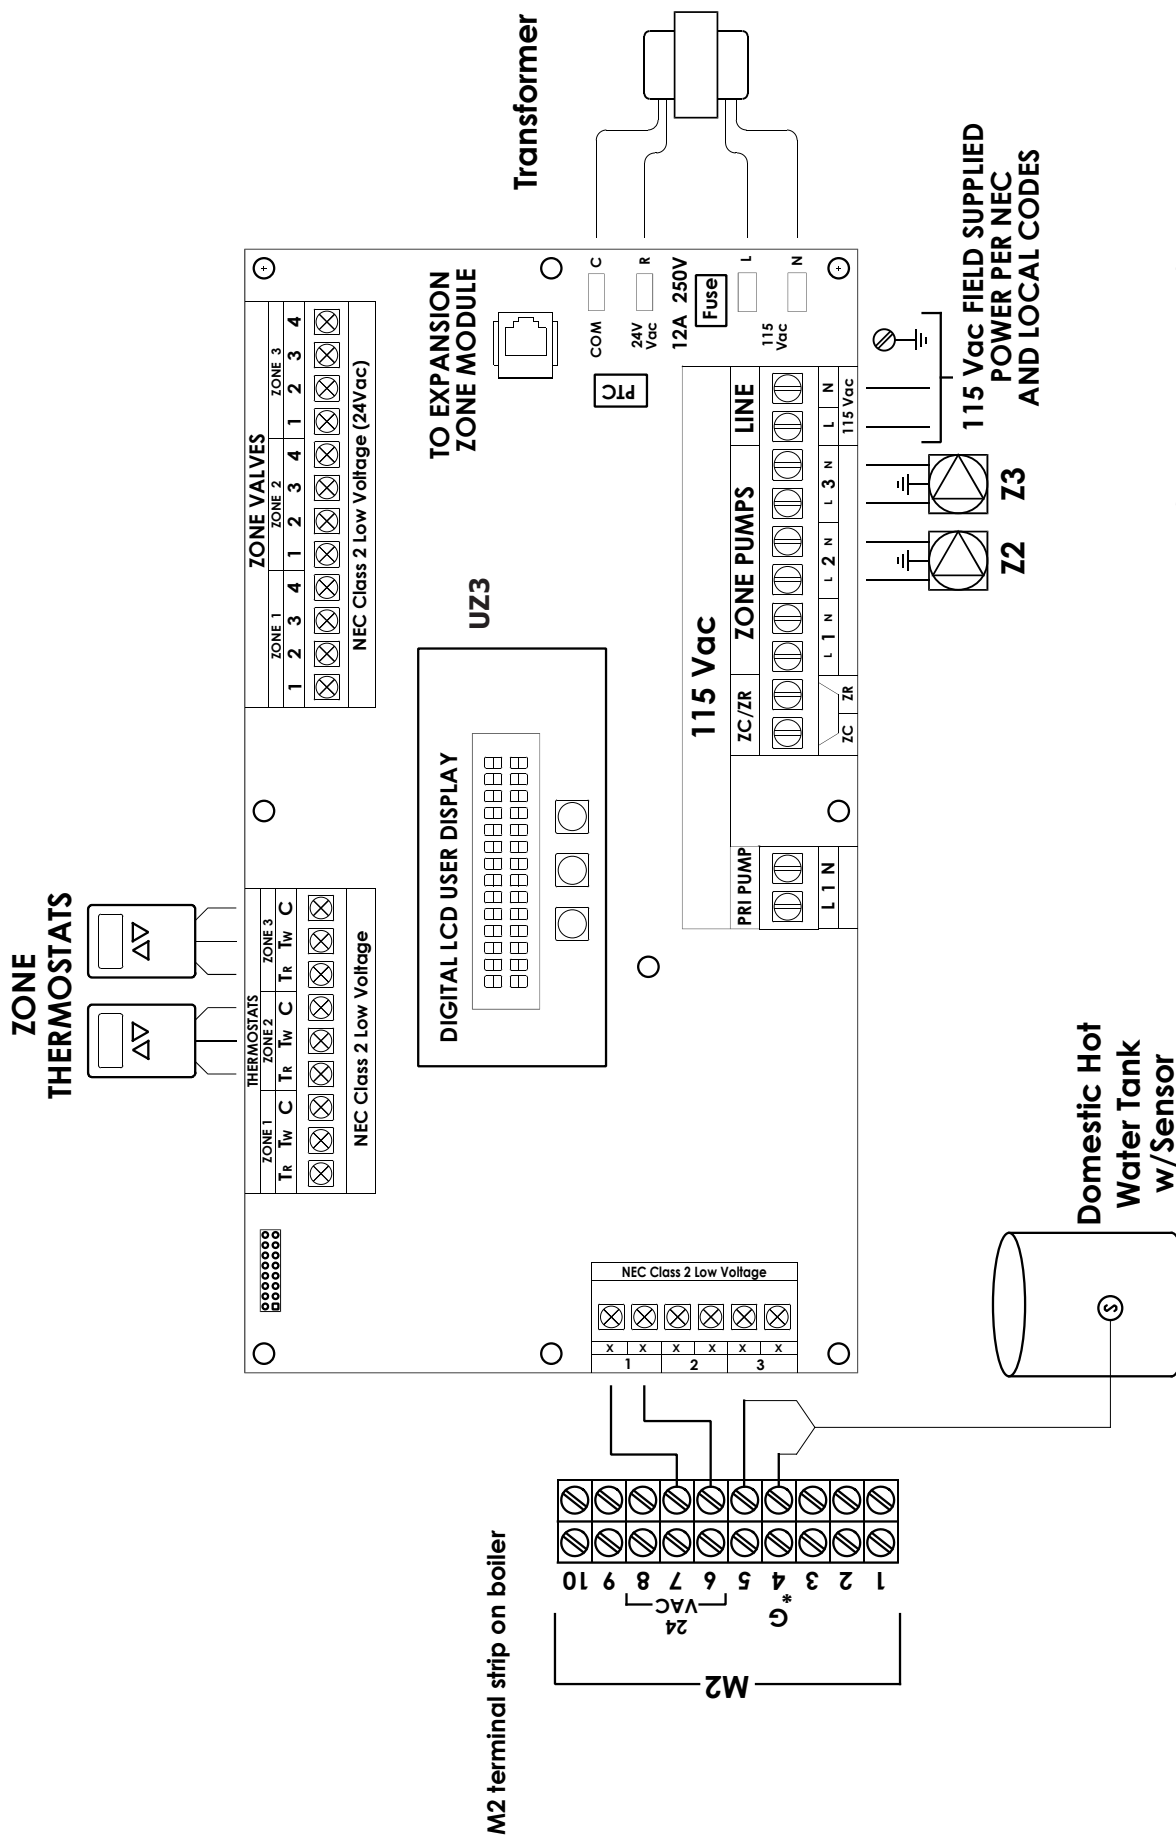 ZONE
THERMOSTATS
Transformer
THERMOSTATS
ZONE 1 ZONE 2 ZONE 3
TR TW C TR TW C TR TW C
NEC Class 2 Low Voltage
ZONE VALVES
ZONE 1 ZONE 2 ZONE 3
1 2 3 4 1 2 3 4 1 2 3 4
NEC Class 2 Low Voltage (24Vac)
TO EXPANSION
ZONE MODULE
UZ3
DIGITAL LCD USER DISPLAY
COM C
24V
Vac
R
PTC
12A 250V
Fuse
115
Vac
L
N
115 Vac
PRI PUMP
L 1 N
ZC/ZR
ZC ZR
ZONE PUMPS
L 1 N L 2 N L 3 N
LINE
L N
115 Vac
115 Vac FIELD SUPPLIED
POWER PER NEC
AND LOCAL CODES
Z2
Z3
NEC Class 2 Low Voltage
X X X X X X
1 2 3
M2 terminal strip on boiler
10
9
8
7
6
5
4
3
2
1
24
VAC
G*
M2
S
Domestic Hot
Water Tank
w/Sensor